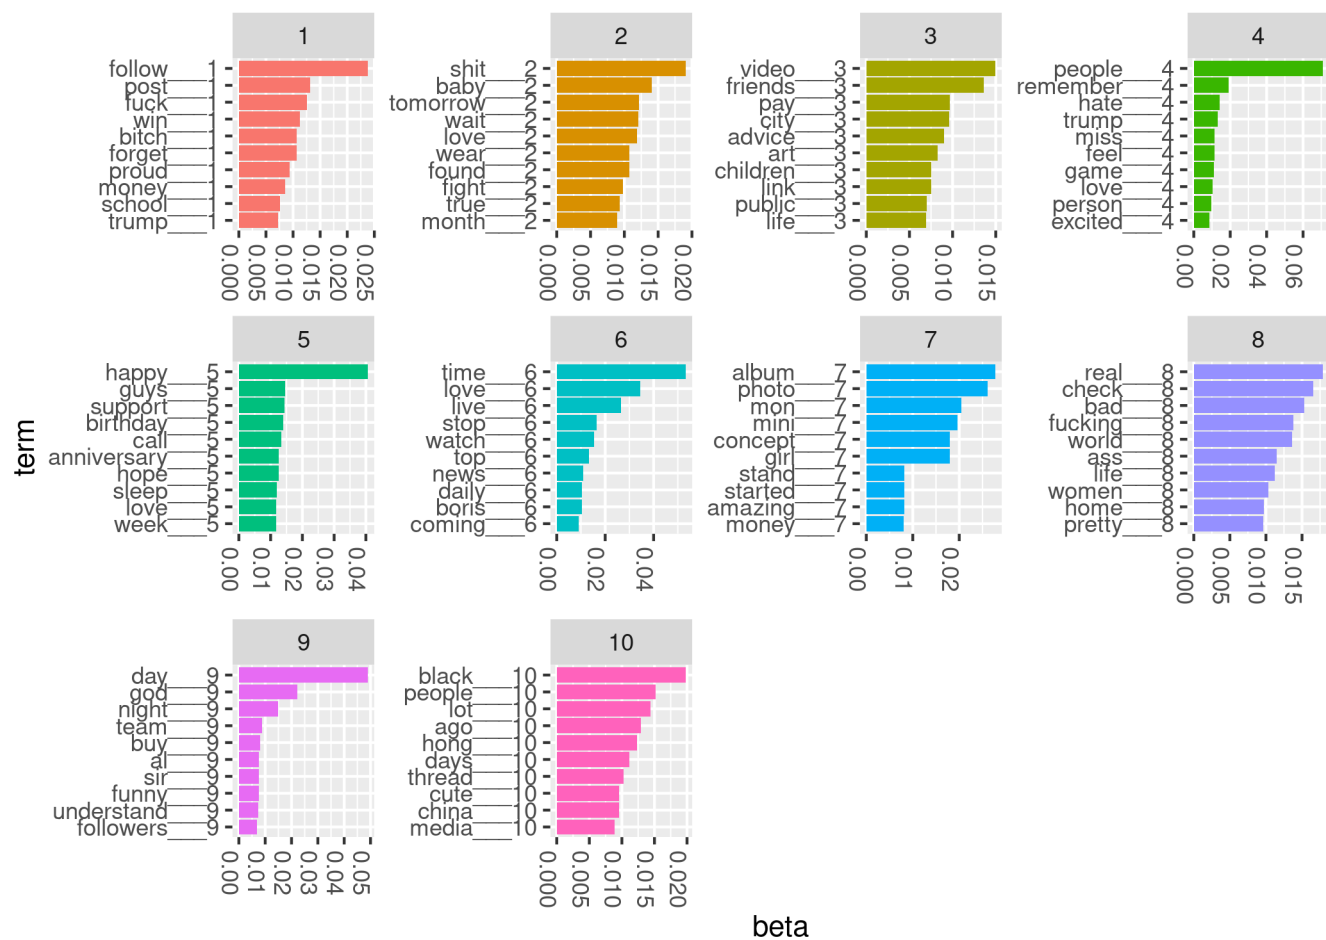 1
follow___1
post___1
fuck___1
win___1
bitch___1
forget___1
proud___1
money___1
school___1
trump___1
0.000
0.005
0.010
0.015
0.020
0.025
2
shit___2
baby___2
tomorrow___2
wait___2
love___2
wear___2
found___2
fight___2
true___2
month___2
0.000
0.005
0.010
0.015
0.020
3
video___3
friends___3
pay___3
city___3
advice___3
art___3
children___3
link___3
public___3
life___3
0.000
0.005
0.010
0.015
4
people___4
remember___4
hate___4
trump___4
miss___4
feel___4
game___4
love___4
person___4
excited___4
0.00
0.02
0.04
0.06
term
5
happy___5
guys___5
support___5
birthday___5
call___5
anniversary___5
hope___5
sleep___5
love___5
week___5
0.00
0.01
0.02
0.03
0.04
6
time___6
love___6
live___6
stop___6
watch___6
top___6
news___6
daily___6
boris___6
coming___6
0.00
0.02
0.04
7
album___7
photo___7
mon___7
mini___7
concept___7
girl___7
stand___7
started___7
amazing___7
money___7
0.00
0.01
0.02
8
real___8
check___8
bad___8
fucking___8
world___8
ass___8
life___8
women___8
home___8
pretty___8
0.000
0.005
0.010
0.015
9
day___9
god___9
night___9
team___9
buy___9
al___9
sir___9
funny___9
understand___9
followers___9
0.00
0.01
0.02
0.03
0.04
0.05
10
black___10
people___10
lot___10
ago___10
hong___10
days___10
thread___10
cute___10
china___10
media___10
0.000
0.005
0.010
0.015
0.020
beta